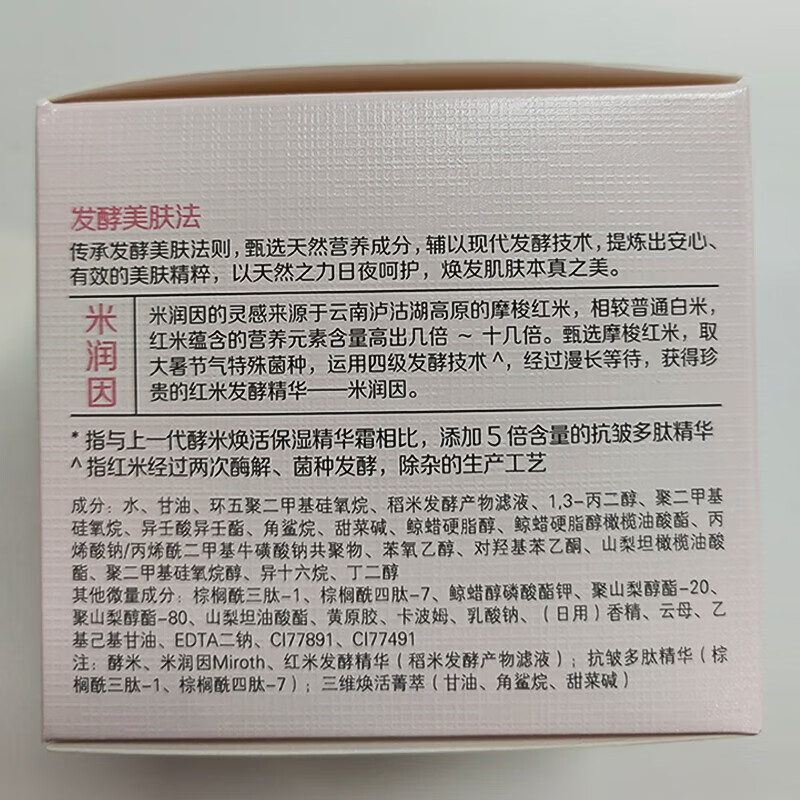 发酵美肤法
传承发酵美肤法则，甄选天然营养成分，辅以现代发酵技术，提炼出安心、
有效的美肤精粹，以天然之力日夜呵护，焕发肌肤本真之美。
米润因
米润因的灵感来源于云南泸沽湖高原的摩梭红米，相较普通白米，
红米蕴含的营养元素含量高出几倍 ~ 十几倍。甄选摩梭红米，取
大暑节气特殊菌种，运用四级发酵技术^，经过漫长等待，获得珍
贵的红米发酵精华——米润因。
* 指与上一代酵米焕活保湿精华霜相比，添加 5 倍含量的抗皱多肽精华
^ 指红米经过两次酶解、菌种发酵，除杂的生产工艺
成分：水、甘油、环五聚二甲基硅氧烷、稻米发酵产物滤液、1,3-丙二醇、聚二甲基
硅氧烷、异壬酸异壬酯、角鲨烷、甜菜碱、鲸蜡硬脂醇、鲸蜡硬脂醇橄榄油酸酯、丙
烯酸钠/丙烯酰二甲基牛磺酸钠共聚物、苯氧乙醇、对羟基苯乙酮、山梨坦橄榄油酸
酯、聚二甲基硅氧烷醇、异十六烷、丁二醇
其他微量成分：棕榈酰三肽-1、棕榈酰四肽-7、鲸蜡醇磷酸酯钾、聚山梨醇酯-20、
聚山梨醇酯-80、山梨坦油酸酯、黄原胶、卡波姆、乳酸钠、（日用）香精、云母、乙
基己基甘油、EDTA二钠、CI77891、CI77491
注：酵米、米润因Miroth、红米发酵精华（稻米发酵产物滤液）；抗皱多肽精华（棕
榈酰三肽-1、棕榈酰四肽-7）；三维焕活菁萃（甘油、角鲨烷、甜菜碱）